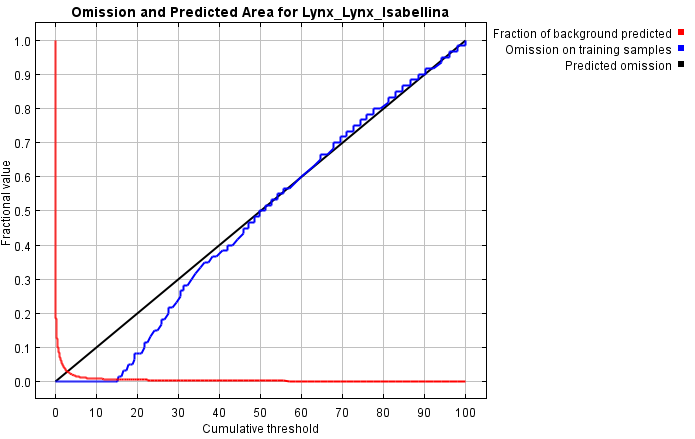 Omission and Predicted Area for Lynx_Lynx_Isabellina
Fraction of background predicted
Omission on training samples
Predicted omission
Fractional value
1.0
0.9
0.8
0.7
0.6
0.5
0.4
0.3
0.2
0.1
0.0
0 10 20 30 40 50 60 70 80 90 100
Cumulative threshold